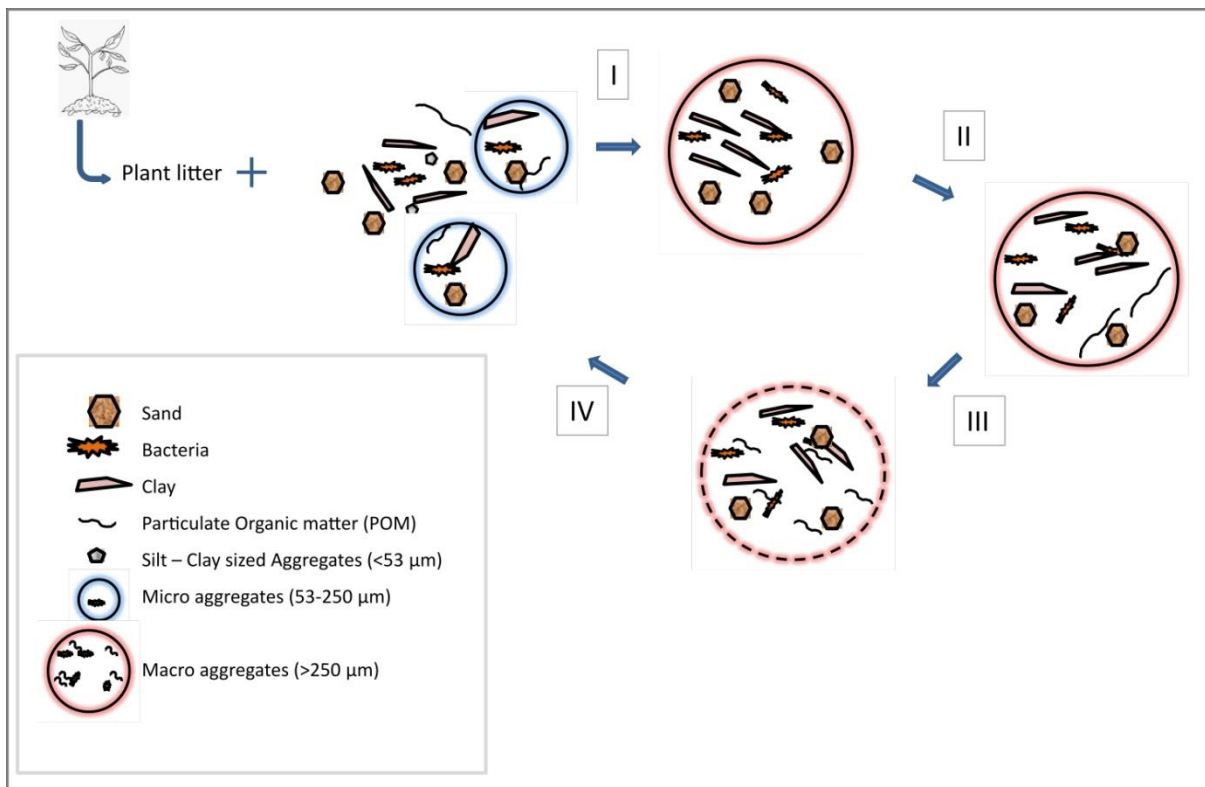 I
II
Plant litter +
III
IV
Sand
Bacteria
Clay
Particulate Organic matter (POM)
Silt – Clay sized Aggregates (<53 μm)
Micro aggregates (53-250 μm)
Macro aggregates (>250 μm)